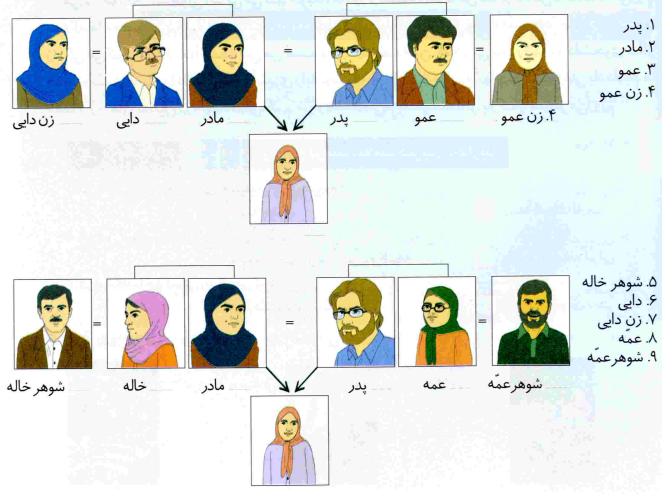 ۱. پدر
۲. مادر
۳. عمو
۴. زن عمو
۴. زن عمو عمو پدر مادر دایی زن دایی
۵. شوهر خاله
۶. دایی
۷. زن دایی
۸. عمه
۹. شوهرعمّه
شوهرعمّه عمه پدر مادر خاله شوهر خاله